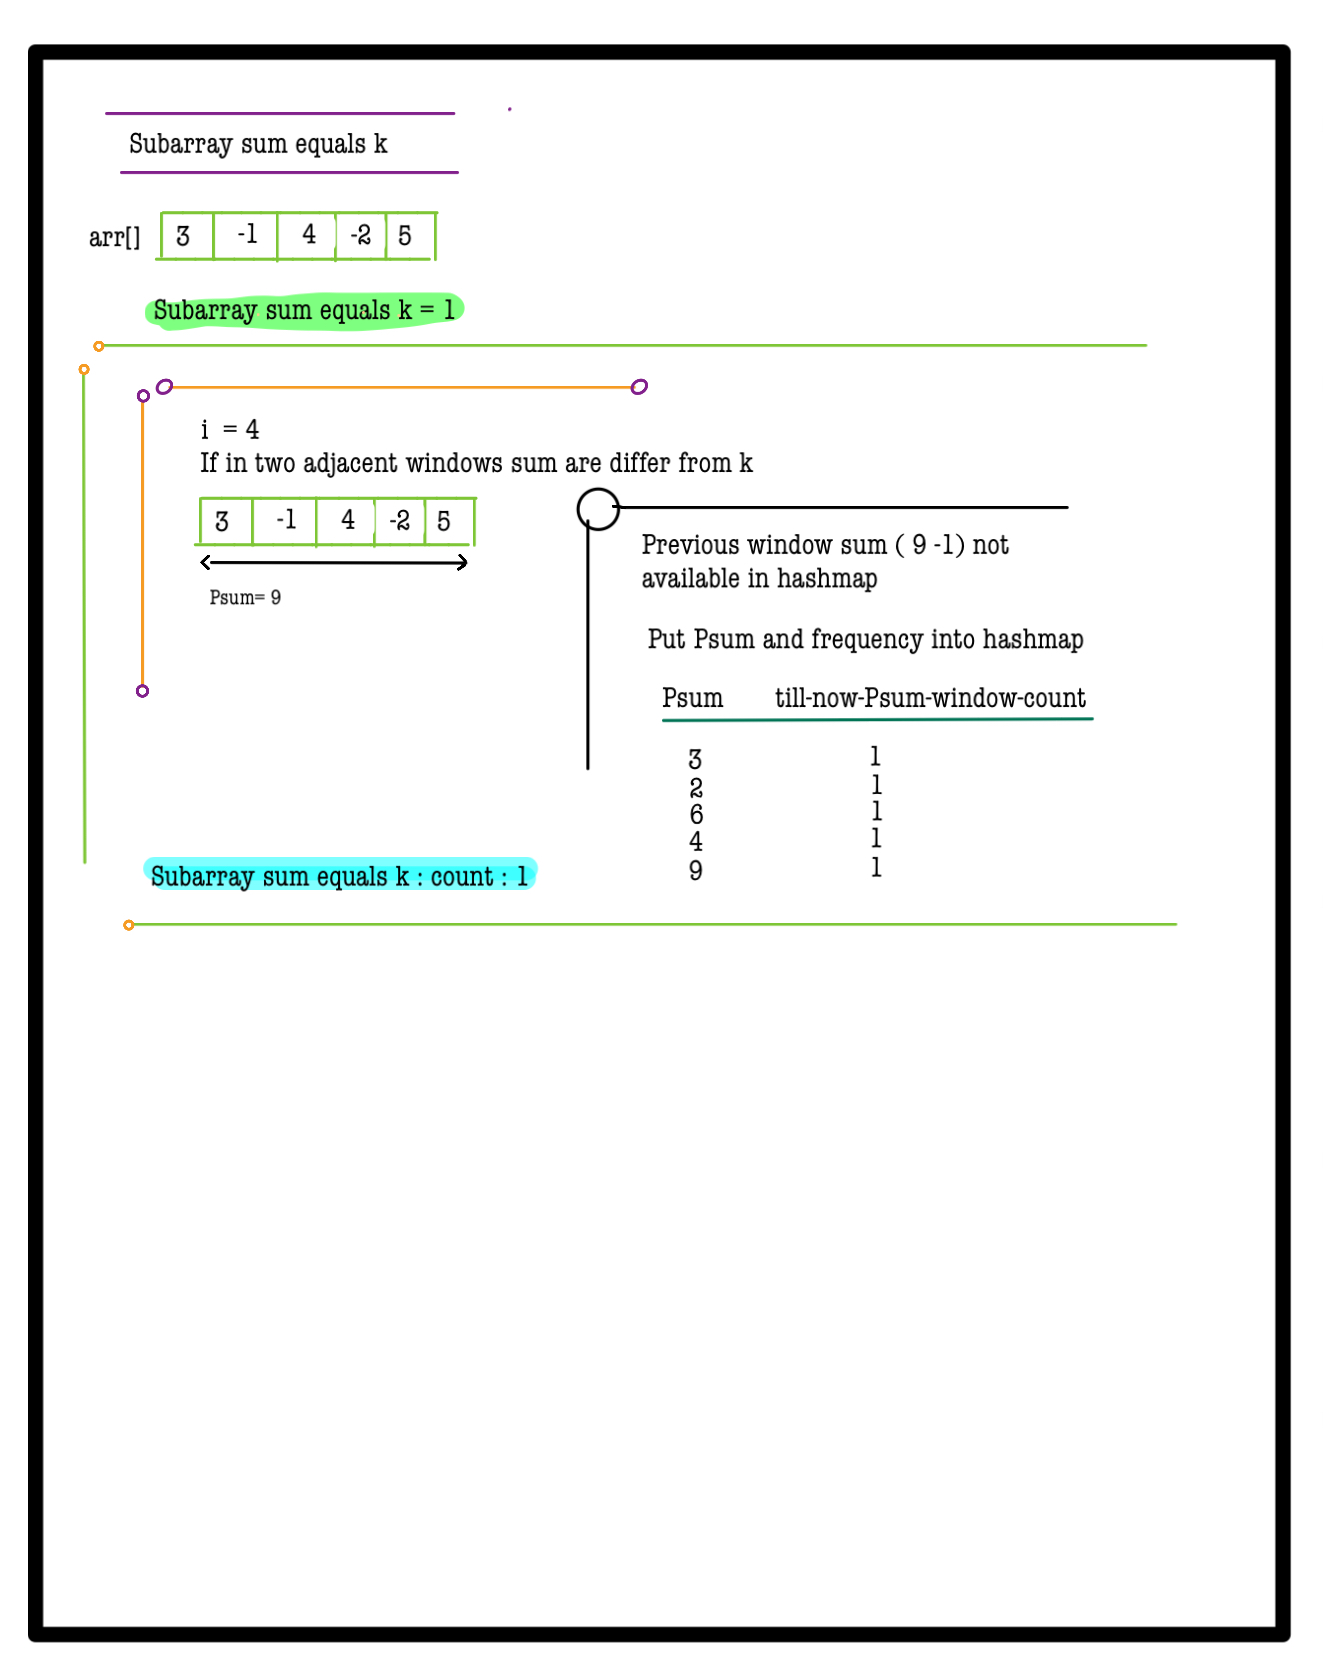 Subarray sum equals k
arr[] 3 -1 4 -2 5
Subarray sum equals k = 1
i = 4
If in two adjacent windows sum are differ from k
3 -1 4 -2 5
Psum= 9
Previous window sum ( 9 -1) not
available in hashmap
Put Psum and frequency into hashmap
Psum till-now-Psum-window-count
3 1
2 1
6 1
4 1
9 1
Subarray sum equals k : count : 1